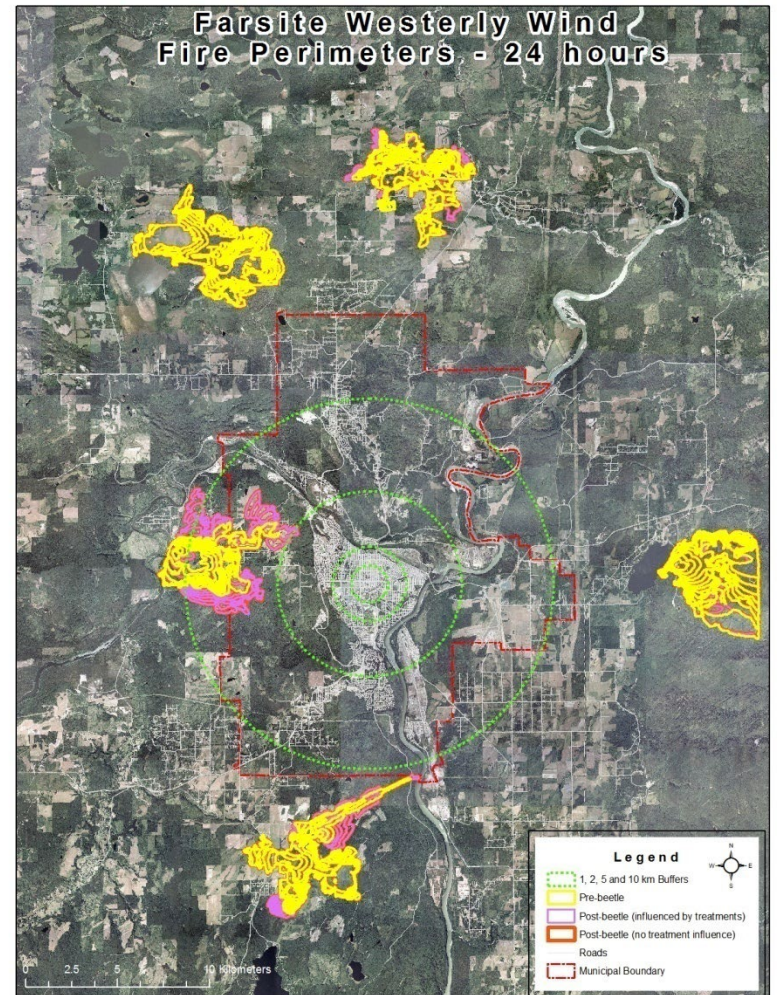 Farsite Westerly Wind
Fire Perimeters - 24 hours
Legend
N
W E
S
1, 2, 5 and 10 km Buffers
Pre-beetle
Post-beetle (influenced by treatments)
Post-beetle (no treatment influence)
Roads
Municipal Boundary
0 2.5 5 10 Kilometers